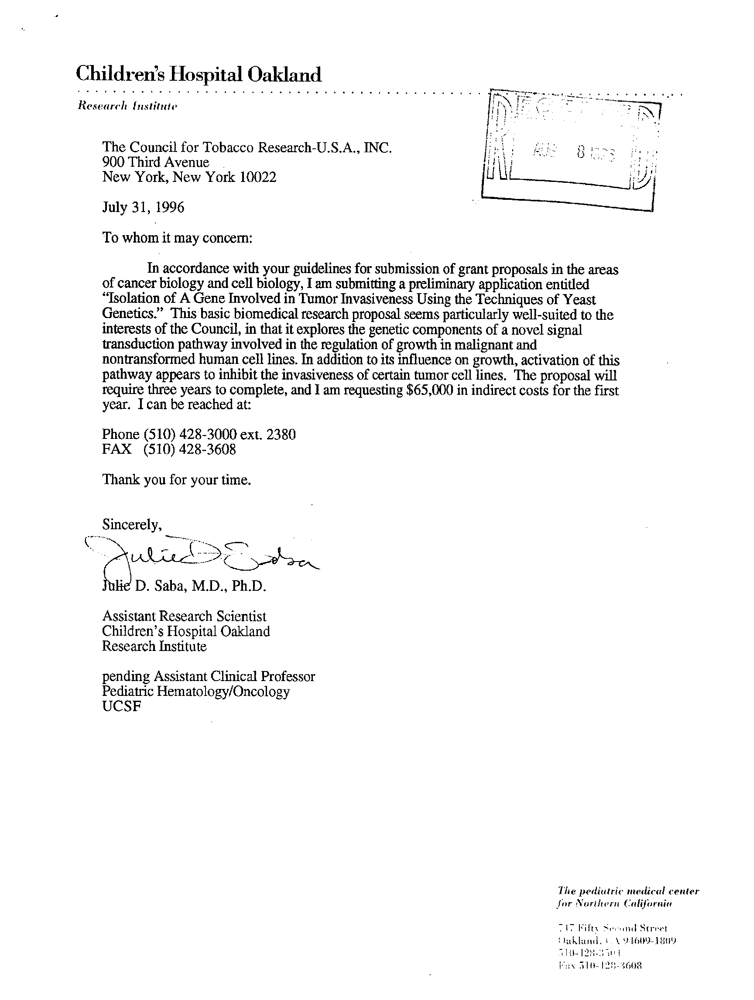 Children's Hospital Oakland
Research Institute
AUG 8
The Council for Tobacco Research-U.S.A., INC.
900 Third Avenue
New York, New York 10022
July 31, 1996
To whom it may concern:
In accordance with your guidelines for submission of grant proposals in the areas
of cancer biology and cell biology, I am submitting a preliminary application entitled
“Isolation of A Gene Involved in Tumor Invasiveness Using the Techniques of Yeast
Genetics.” This basic biomedical research proposal seems particularly well-suited to the
interests of the Council, in that it explores the genetic components of a novel signal
transduction pathway involved in the regulation of growth in malignant and
nontransformed human cell lines. In addition to its influence on growth, activation of this
pathway appears to inhibit the invasiveness of certain tumor cell lines. The proposal will
require three years to complete, and I am requesting $65,000 in indirect costs for the first
year. I can be reached at:
Phone (510) 428-3000 ext. 2380
FAX (510) 428-3608
Thank you for your time.
Sincerely,
Julie D Saba
Julie D. Saba, M.D., Ph.D.
Assistant Research Scientist
Children's Hospital Oakland
Research Institute
pending Assistant Clinical Professor
Pediatric Hematology/Oncology
UCSF
The pediatric medical center
for Northern California
747 Fifty Second Street
Oakland, CA 94609-1809
Fax 510-428-3608